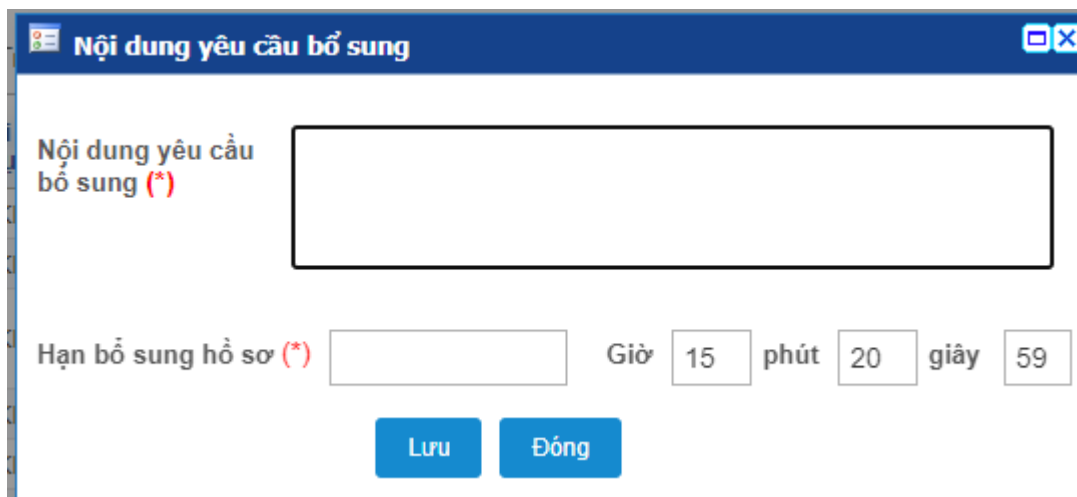 Nội dung yêu cầu bổ sung
Nội dung yêu cầu
bổ sung (*)
Hạn bổ sung hồ sơ (*) Giờ 15 phút 20 giây 59
Lưu Đóng